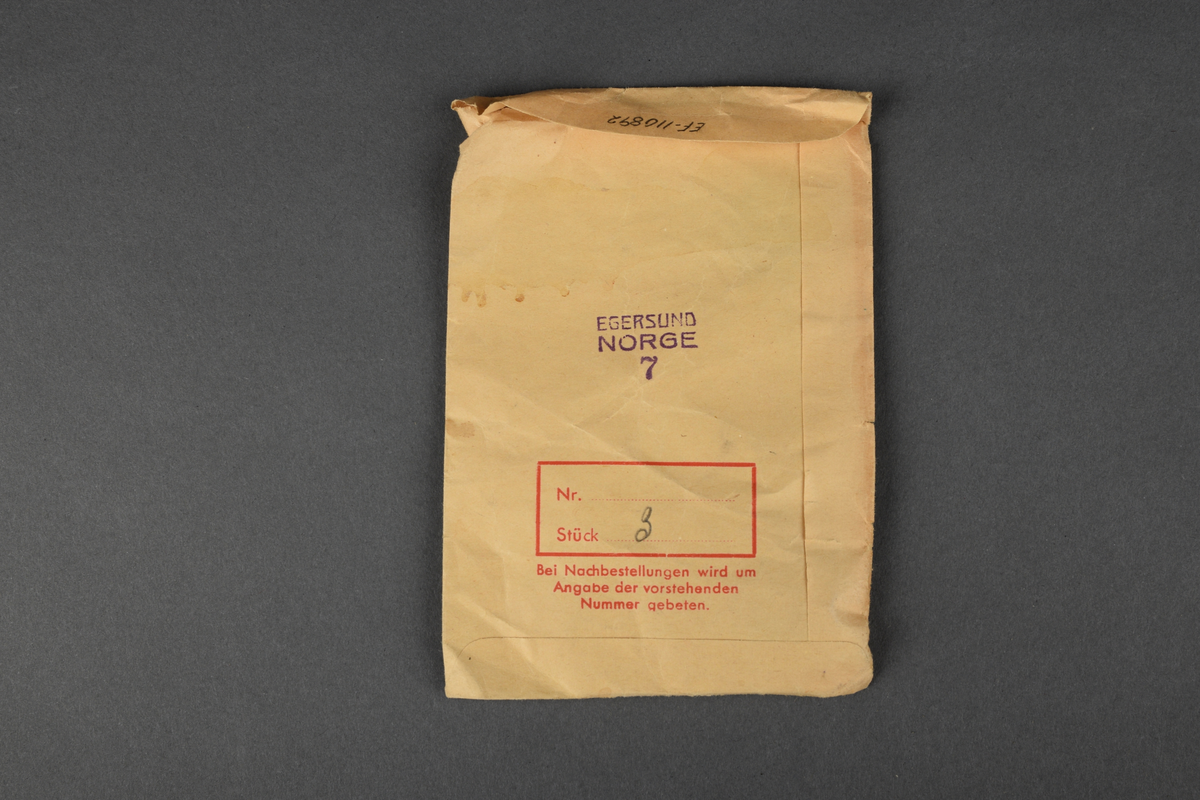 EF-110892
EGERSUND
NORGE
7
Nr.
Stück 3
Bei Nachbestellungen wird um
Angabe der vorstehenden
Nummer gebeten.